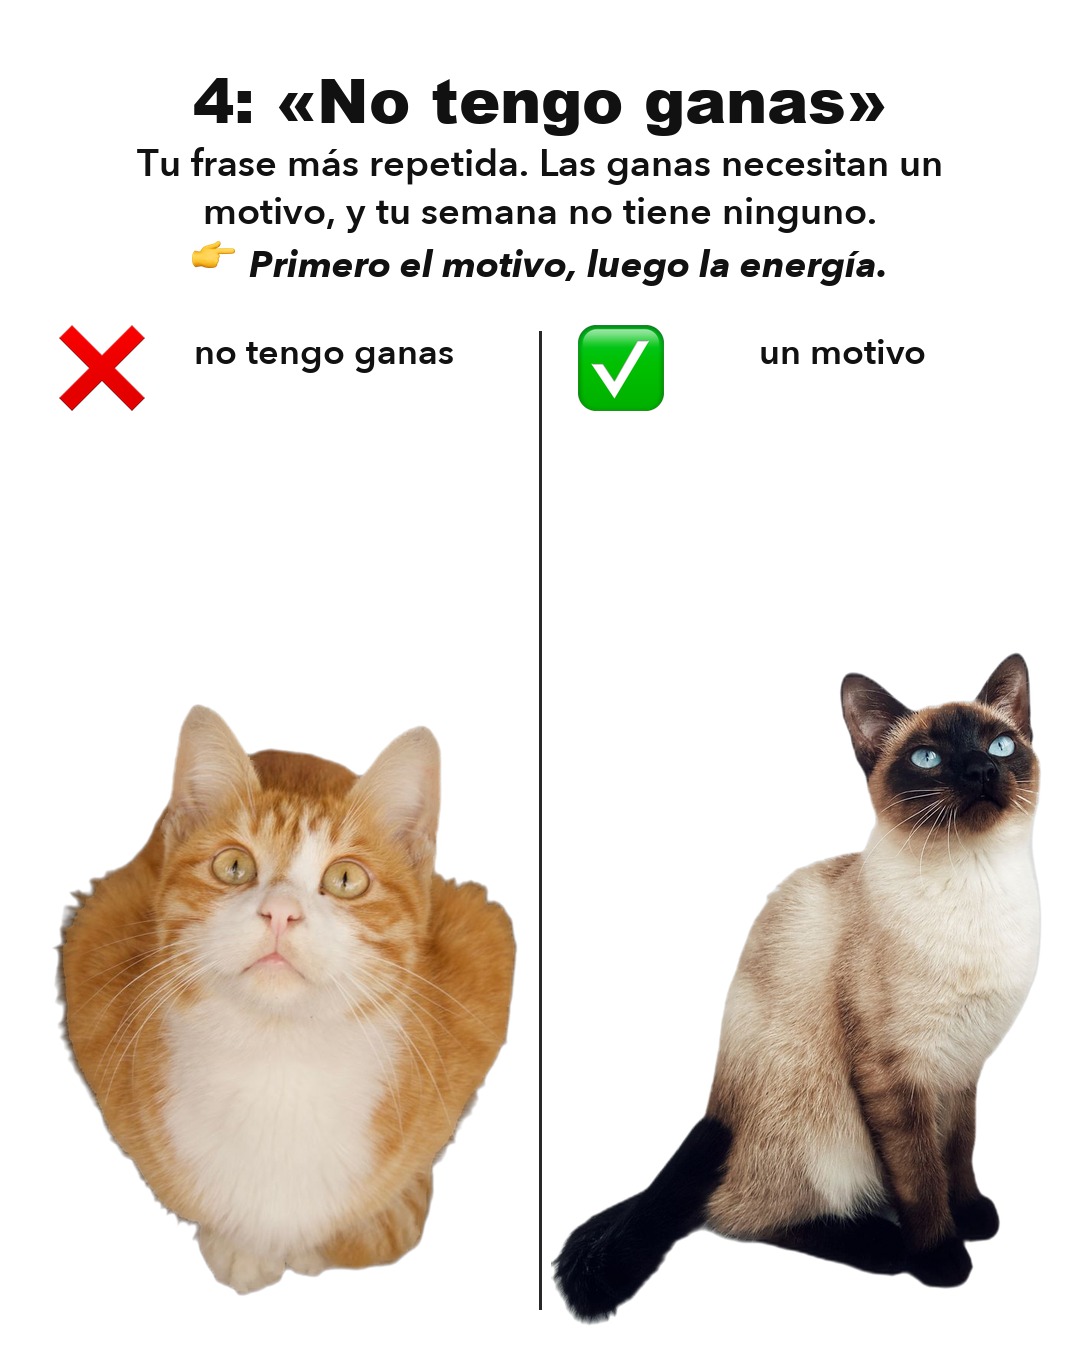 4: «No tengo ganas»
Tu frase más repetida. Las ganas necesitan un
motivo, y tu semana no tiene ninguno.
👉 Primero el motivo, luego la energía.
❌ no tengo ganas
✅ un motivo